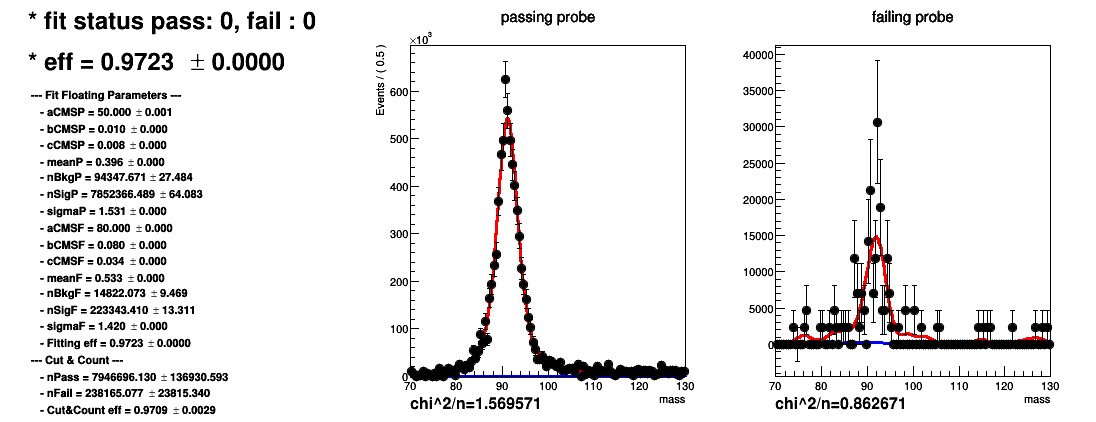 * fit status pass: 0, fail : 0
* eff = 0.9723 ± 0.0000
--- Fit Floating Parameters ---
- aCMSP = 50.000 ± 0.001
- bCMSP = 0.010 ± 0.000
- cCMSP = 0.008 ± 0.000
- meanP = 0.396 ± 0.000
- nBkgP = 94347.671 ± 27.484
- nSigP = 7852366.489 ± 64.083
- sigmaP = 1.531 ± 0.000
- aCMSF = 80.000 ± 0.000
- bCMSF = 0.080 ± 0.000
- cCMSF = 0.034 ± 0.000
- meanF = 0.533 ± 0.000
- nBkgF = 14822.073 ± 9.469
- nSigF = 223343.410 ± 13.311
- sigmaF = 1.420 ± 0.000
- Fitting eff = 0.9723 ± 0.0000
--- Cut & Count ---
- nPass = 7946696.130 ± 136930.593
- nFail = 238165.077 ± 23815.340
- Cut&Count eff = 0.9709 ± 0.0029
passing probe
×10³
Events / ( 0.5 )
600
500
400
300
200
100
0
70 80 90 100 110 120 130
mass
chi^2/n=1.569571
failing probe
40000
35000
30000
25000
20000
15000
10000
5000
0
70 80 90 100 110 120 130
mass
chi^2/n=0.862671